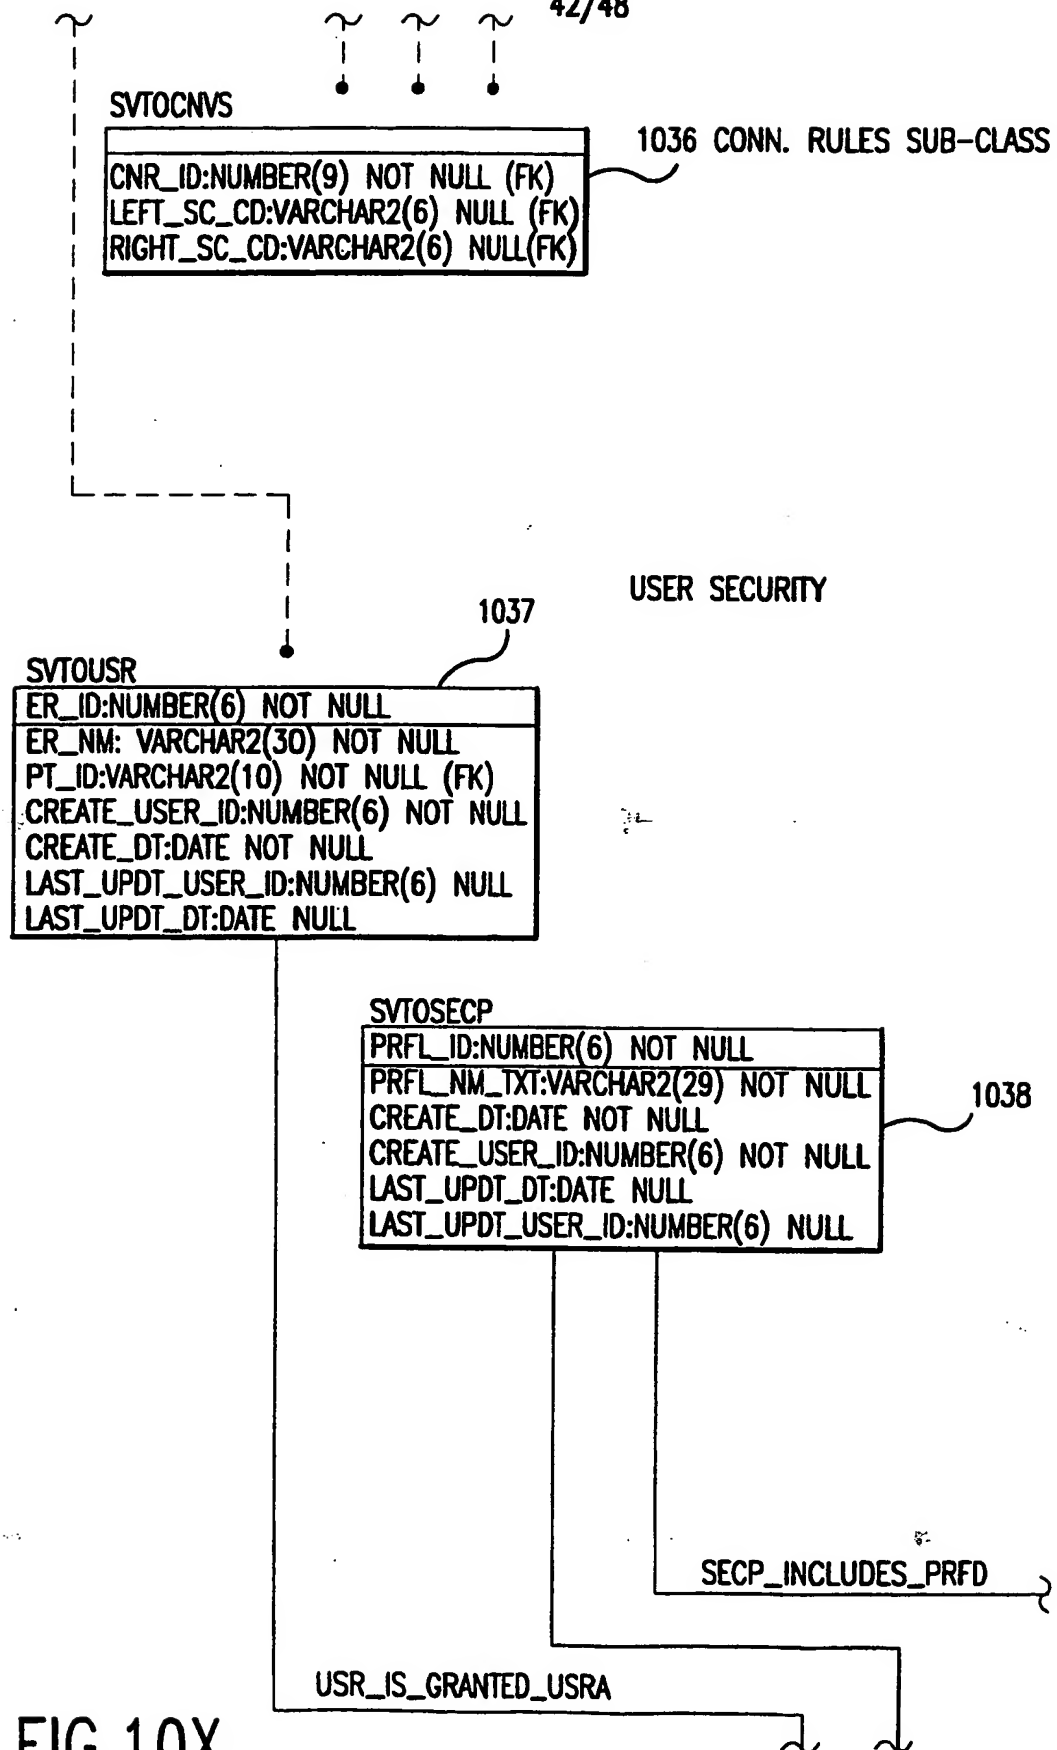 42/48
SVTOCNVS
1036 CONN. RULES SUB-CLASS
CNR_ID:NUMBER(9) NOT NULL (FK)
LEFT_SC_CD:VARCHAR2(6) NULL (FK)
RIGHT_SC_CD:VARCHAR2(6) NULL(FK)
USER SECURITY
1037
SVTOUSR
ER_ID:NUMBER(6) NOT NULL
ER_NM: VARCHAR2(30) NOT NULL
PT_ID:VARCHAR2(10) NOT NULL (FK)
CREATE_USER_ID:NUMBER(6) NOT NULL
CREATE_DT:DATE NOT NULL
LAST_UPDT_USER_ID:NUMBER(6) NULL
LAST_UPDT_DT:DATE NULL
SVTOSECP
PRFL_ID:NUMBER(6) NOT NULL
PRFL_NM_TXT:VARCHAR2(29) NOT NULL
CREATE_DT:DATE NOT NULL
CREATE_USER_ID:NUMBER(6) NOT NULL
LAST_UPDT_DT:DATE NULL
LAST_UPDT_USER_ID:NUMBER(6) NULL
1038
SECP_INCLUDES_PRFD
USR_IS_GRANTED_USRA
FIG.10X